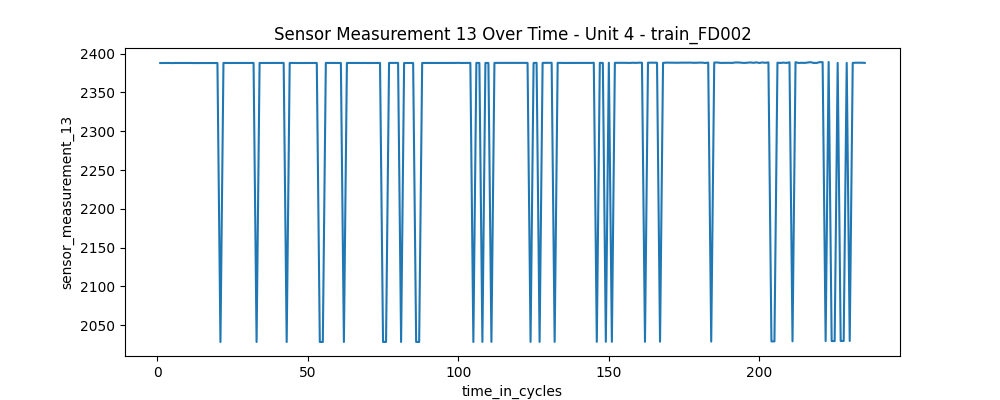 Sensor Measurement 13 Over Time - Unit 4 - train_FD002
2400
2350
2300
2250
2200
2150
2100
2050
sensor_measurement_13
0 50 100 150 200
time_in_cycles